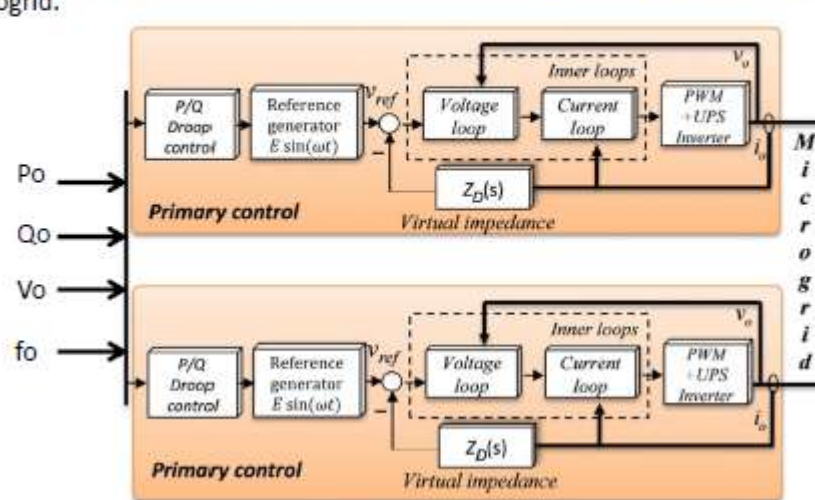 ogrid.
P/Q
Droop
control
Reference
generator
E sin(ωt)
v_ref
−
Inner loops
Voltage
loop
Current
loop
PWM
+UPS
Inverter
v_o
i_o
Z_D(s)
Virtual impedance
Primary control
Po
Qo
Vo
fo
Microgrid
P/Q
Droop
control
Reference
generator
E sin(ωt)
v_ref
−
Inner loops
Voltage
loop
Current
loop
PWM
+UPS
Inverter
v_o
i_o
Z_D(s)
Virtual impedance
Primary control